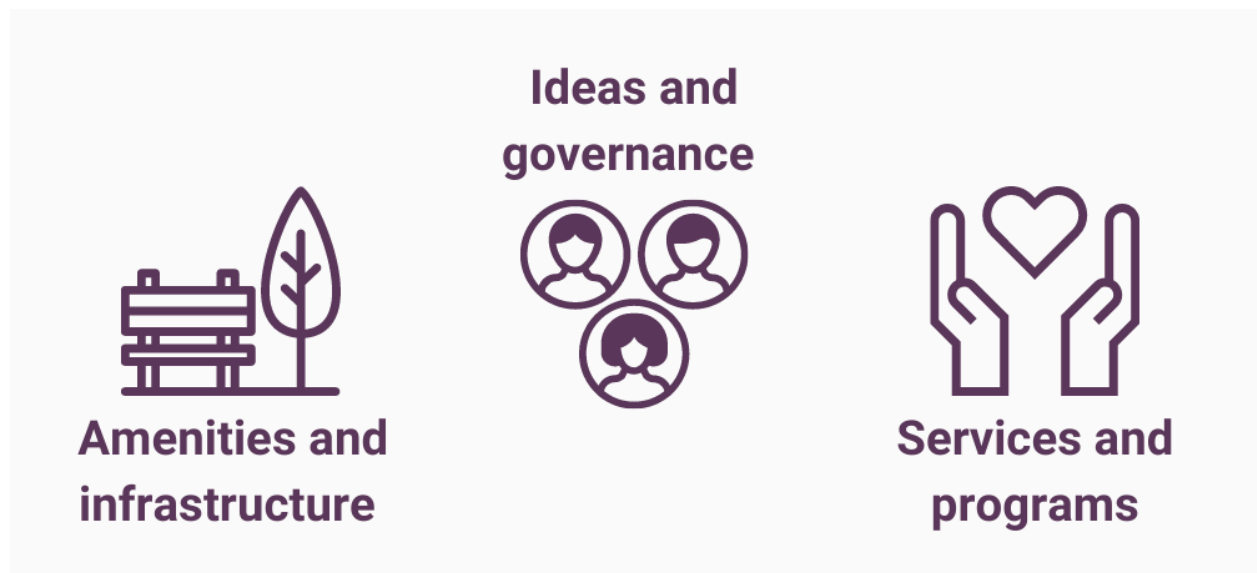 Ideas and
governance
Amenities and
infrastructure
Services and
programs